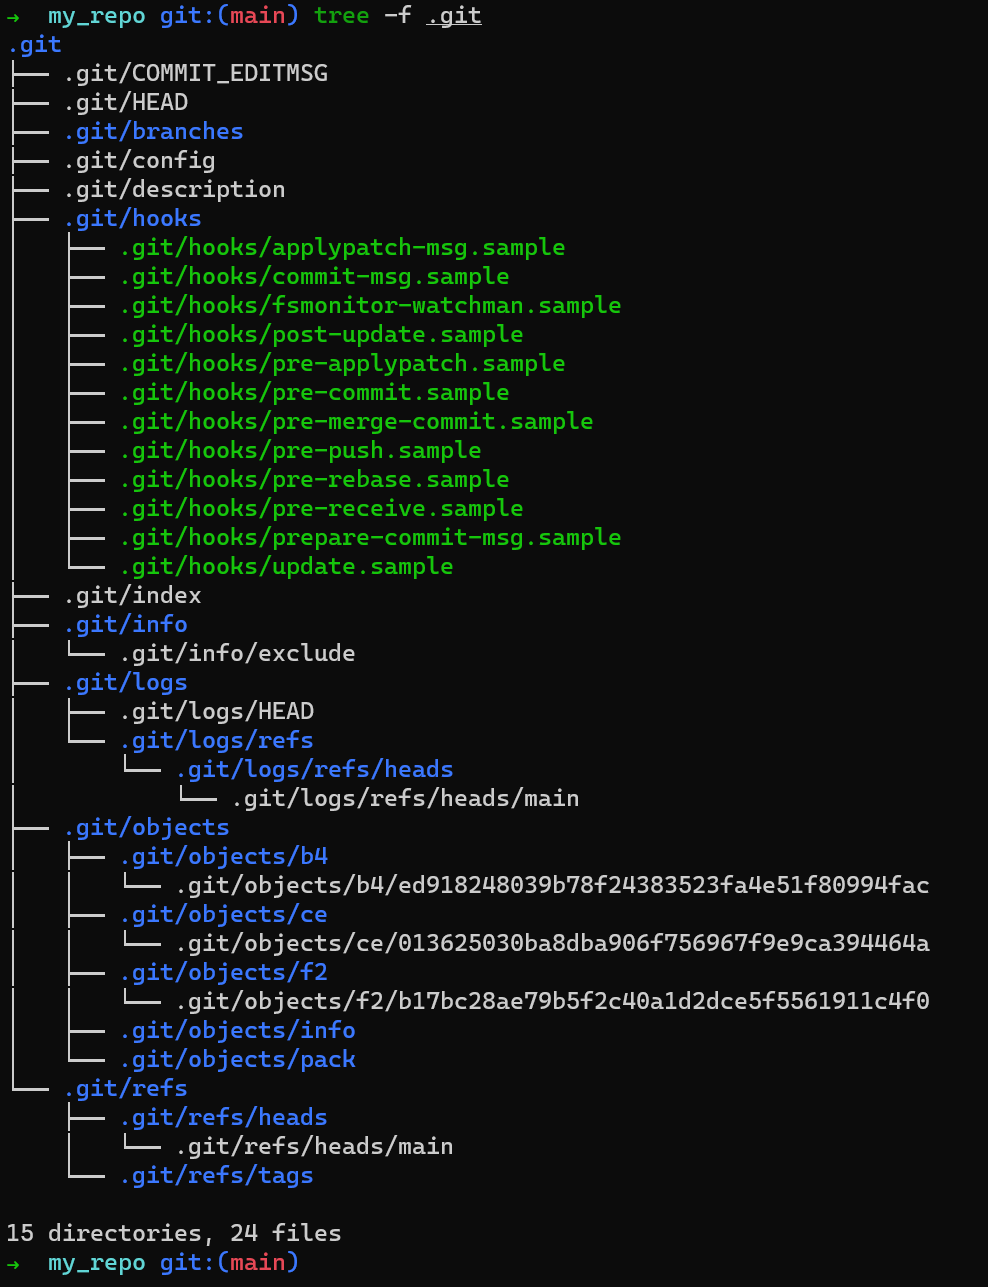 →  my_repo git:(main) tree -f .git
.git
├── .git/COMMIT_EDITMSG
├── .git/HEAD
├── .git/branches
├── .git/config
├── .git/description
├── .git/hooks
│   ├── .git/hooks/applypatch-msg.sample
│   ├── .git/hooks/commit-msg.sample
│   ├── .git/hooks/fsmonitor-watchman.sample
│   ├── .git/hooks/post-update.sample
│   ├── .git/hooks/pre-applypatch.sample
│   ├── .git/hooks/pre-commit.sample
│   ├── .git/hooks/pre-merge-commit.sample
│   ├── .git/hooks/pre-push.sample
│   ├── .git/hooks/pre-rebase.sample
│   ├── .git/hooks/pre-receive.sample
│   ├── .git/hooks/prepare-commit-msg.sample
│   └── .git/hooks/update.sample
├── .git/index
├── .git/info
│   └── .git/info/exclude
├── .git/logs
│   ├── .git/logs/HEAD
│   └── .git/logs/refs
│       └── .git/logs/refs/heads
│           └── .git/logs/refs/heads/main
├── .git/objects
│   ├── .git/objects/b4
│   │   └── .git/objects/b4/ed918248039b78f24383523fa4e51f80994fac
│   ├── .git/objects/ce
│   │   └── .git/objects/ce/013625030ba8dba906f756967f9e9ca394464a
│   ├── .git/objects/f2
│   │   └── .git/objects/f2/b17bc28ae79b5f2c40a1d2dce5f5561911c4f0
│   ├── .git/objects/info
│   └── .git/objects/pack
└── .git/refs
    ├── .git/refs/heads
    │   └── .git/refs/heads/main
    └── .git/refs/tags

15 directories, 24 files
→  my_repo git:(main)